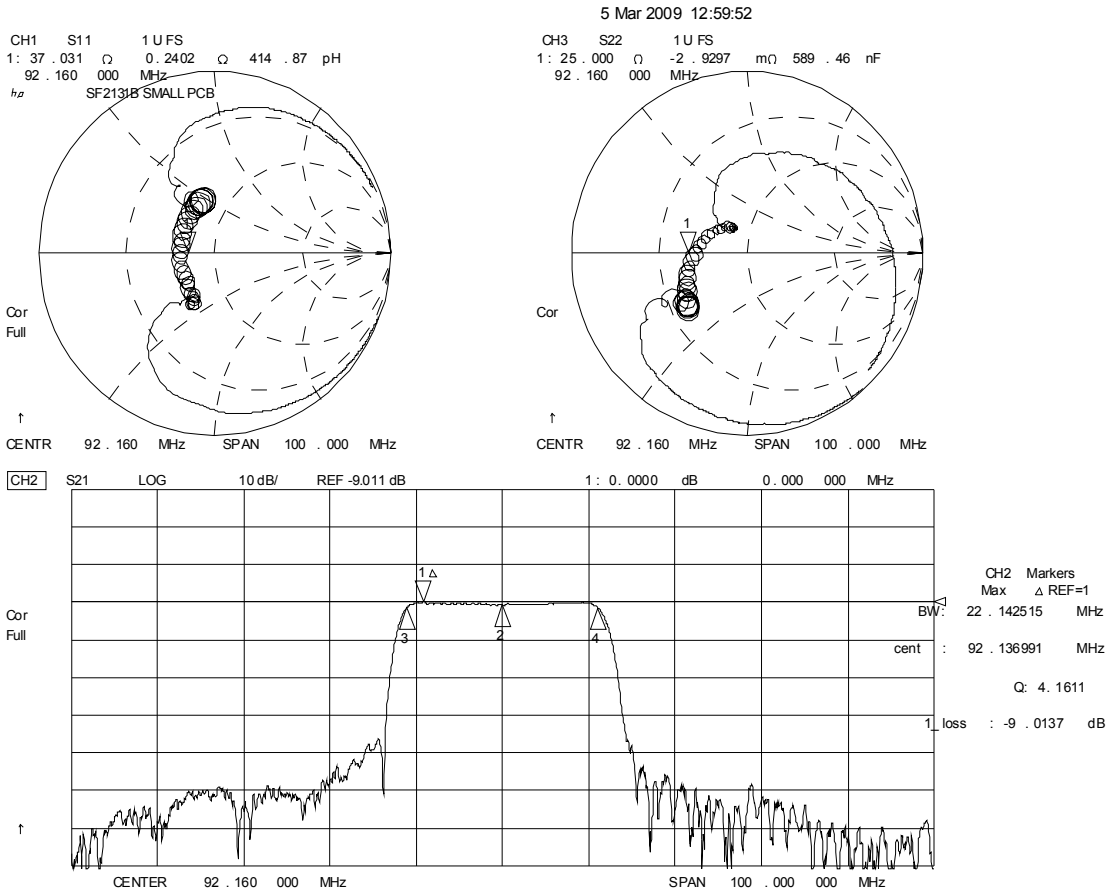 5 Mar 2009 12:59:52
CH1 S11 1 U FS
1: 37.031 Ω 0.2402 Ω 414 .87 pH
92 . 160 000 MHz
hp SF2131B SMALL PCB
Cor
Full
↑
CENTR 92 . 160 MHz SPAN 100 . 000 MHz
CH3 S22 1 U FS
1: 25.000 Ω -2 .9297 mΩ 589 . 46 nF
92 . 160 000 MHz
1
Cor
↑
CENTR 92 . 160 MHz SPAN 100 . 000 MHz
CH2 S21 LOG 10 dB/ REF -9.011 dB 1 : 0. 0000 dB 0. 000 000 MHz
1 Δ
3 2 4
Cor
Full
↑
CH2 Markers
Max Δ REF=1
BW: 22 . 142515 MHz
cent : 92 . 136991 MHz
Q: 4. 1611
1_loss : -9 . 0137 dB
CENTER 92 . 160 000 MHz SPAN 100 . 000 000 MHz